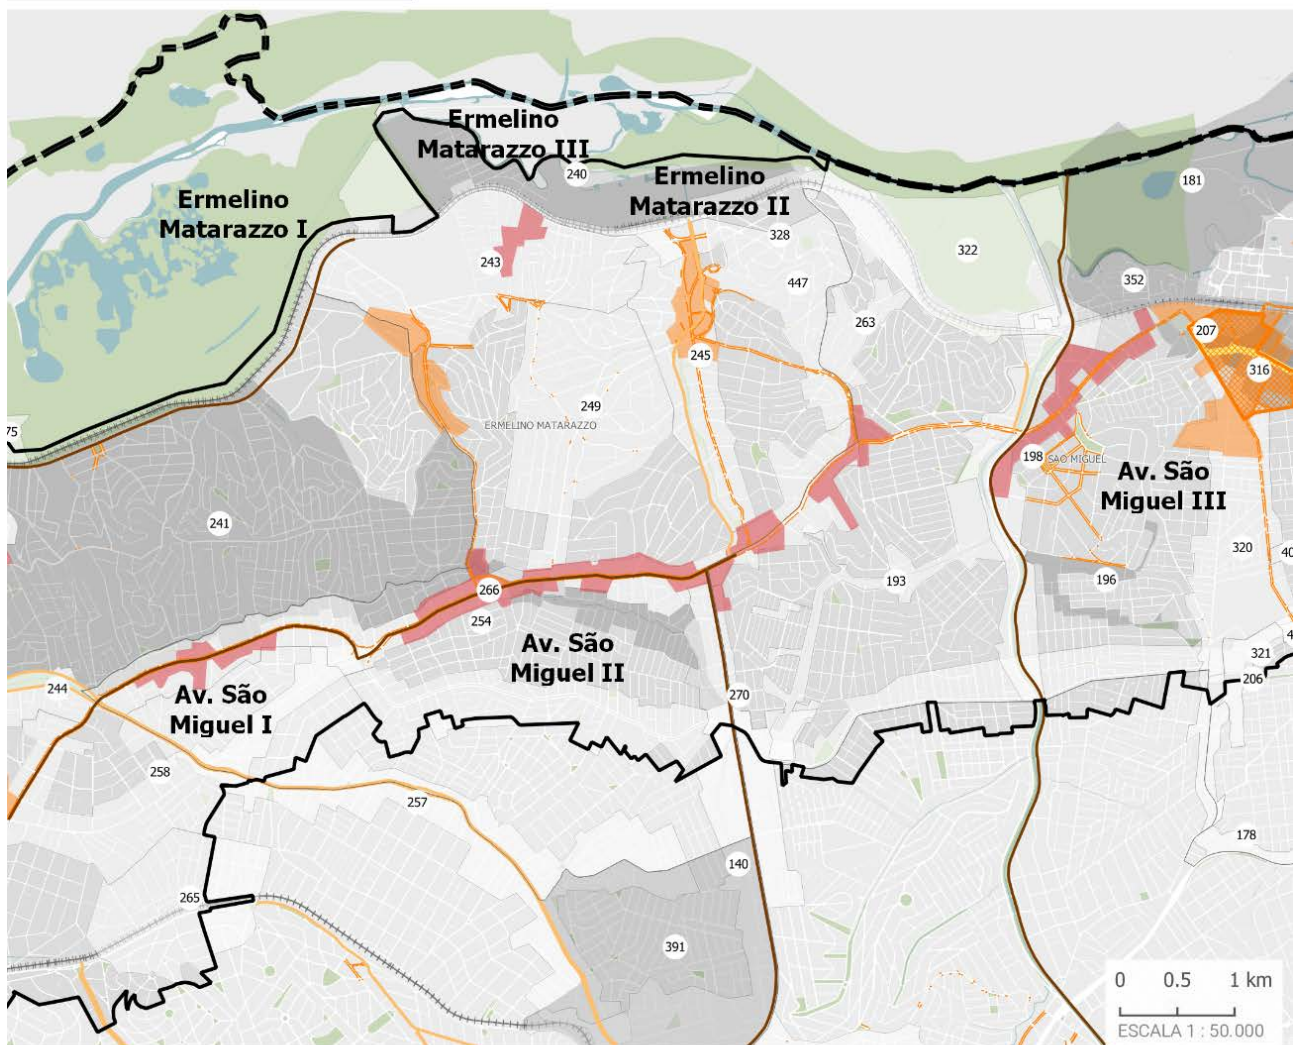 Ermelino
Matarazzo III
240
Ermelino
Matarazzo II
181
Ermelino
Matarazzo I
328
322
243
447
352
263
207
245
316
249
ERMELINO MATARAZZO
75
198
SÃO MIGUEL
Av. São
Miguel III
241
320
40
193
196
266
254
Av. São
Miguel II
4
321
206
244
Av. São
Miguel I
270
258
257
178
140
265
391
0 0.5 1 km
ESCALA 1 : 50.000